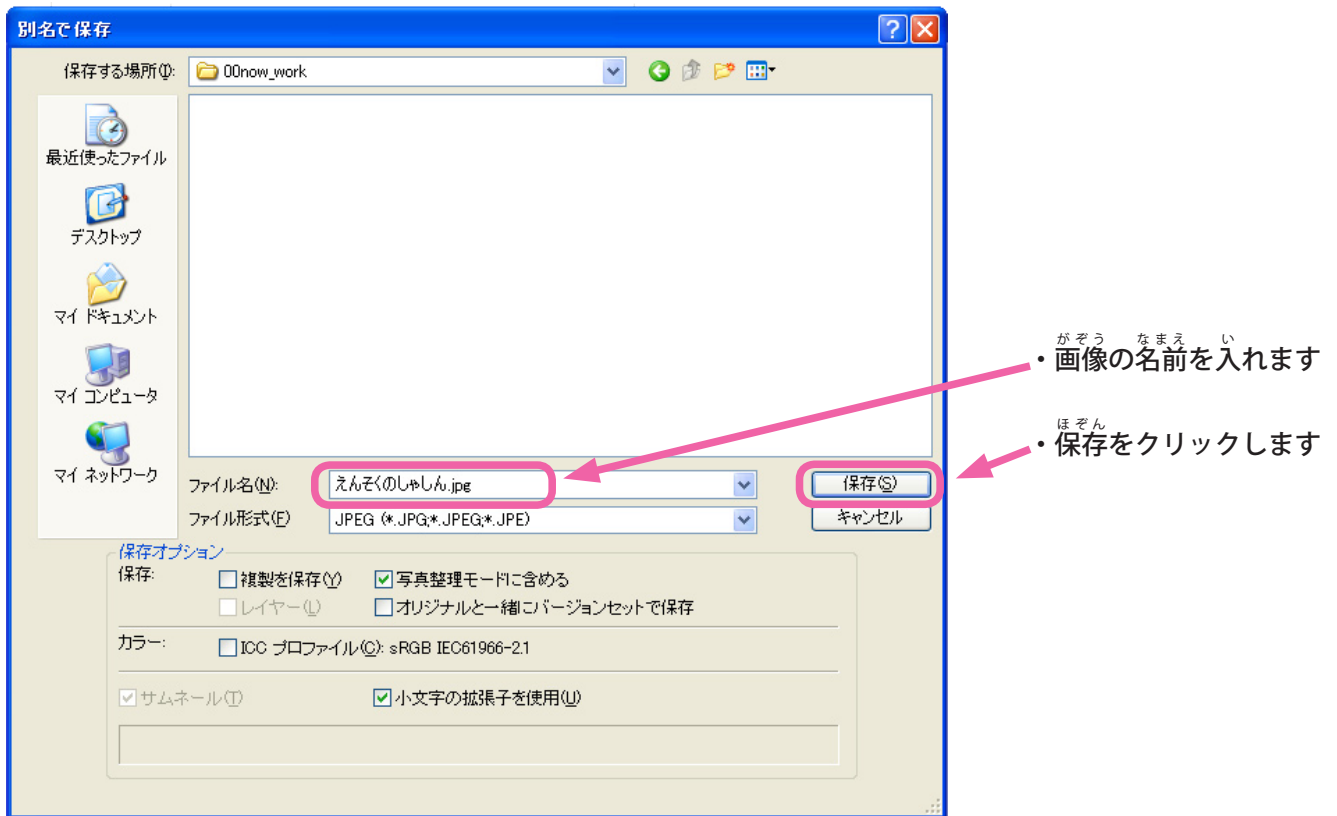 別名で保存
保存する場所(I):
00now_work
最近使ったファイル
デスクトップ
マイ ドキュメント
マイ コンピュータ
マイ ネットワーク
がぞう なまえ い
・画像の名前を入れます
ほぞん
・保存をクリックします
ファイル名(N): えんそくのしゃしん.jpg 保存(S)
ファイル形式(F) JPEG (*.JPG;*.JPEG;*.JPE) キャンセル
保存オプション
保存: 複製を保存(Y) 写真整理モードに含める
レイヤー(L) オリジナルと一緒にバージョンセットで保存
カラー: ICC プロファイル(C): sRGB IEC61966-2.1
サムネール(T) 小文字の拡張子を使用(U)